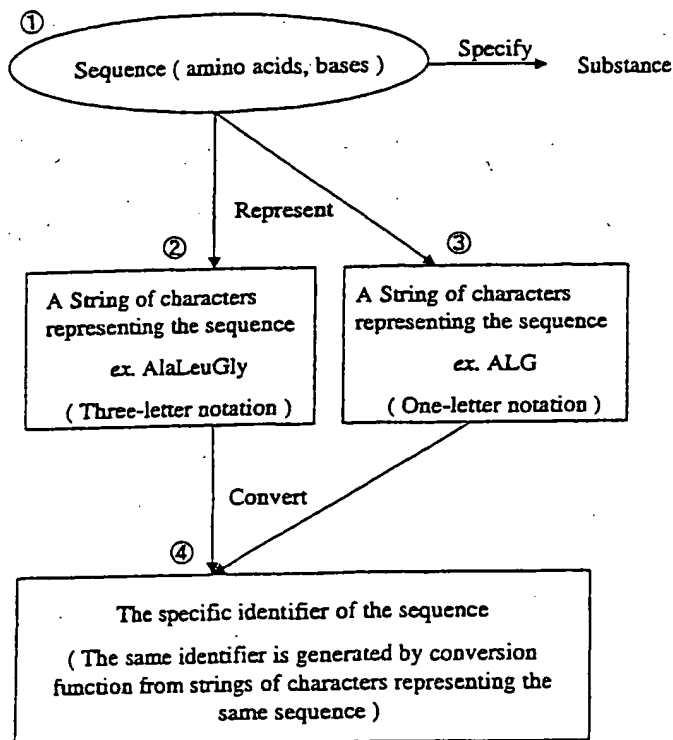 ①
Sequence ( amino acids, bases )
Specify
Substance
Represent
②
A String of characters
representing the sequence
ex. AlaLeuGly
( Three-letter notation )
③
A String of characters
representing the sequence
ex. ALG
( One-letter notation )
Convert
④
The specific identifier of the sequence
( The same identifier is generated by conversion
function from strings of characters representing the
same sequence )